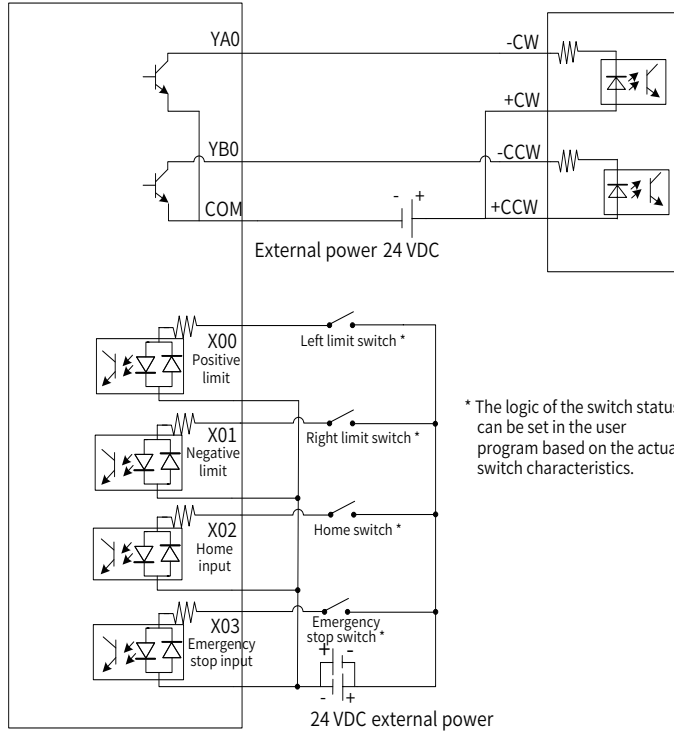 YA0
-CW
+CW
YB0
-CCW
COM
- +
+CCW
External power 24 VDC
X00
Positive
limit
Left limit switch *
X01
Negative
limit
Right limit switch *
* The logic of the switch status
can be set in the user
program based on the actua
switch characteristics.
X02
Home
input
Home switch *
X03
Emergency
stop input
Emergency
stop switch *
+ -
- +
24 VDC external power